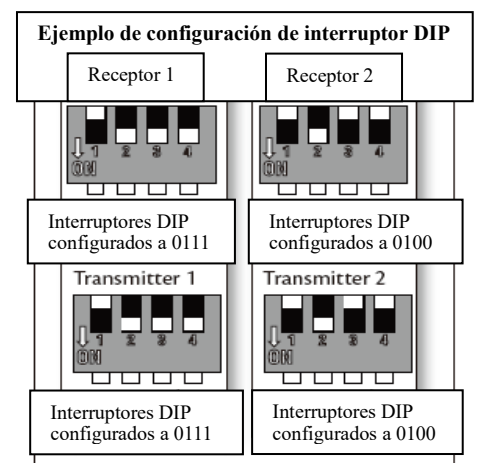 Ejemplo de configuración de interruptor DIP
Receptor 1
Receptor 2
1 2 3 4
ON
1 2 3 4
ON
Interruptores DIP
configurados a 0111
Interruptores DIP
configurados a 0100
Transmitter 1
Transmitter 2
1 2 3 4
ON
1 2 3 4
ON
Interruptores DIP
configurados a 0111
Interruptores DIP
configurados a 0100